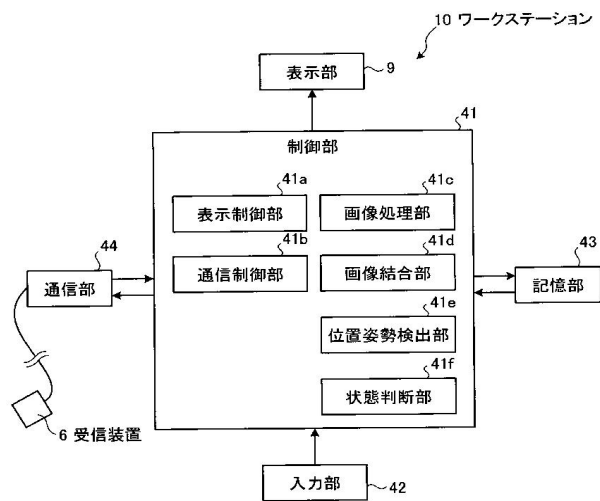 10 ワークステーション
表示部
9
41
制御部
41a
表示制御部
41c
画像処理部
41b
通信制御部
41d
画像結合部
44
通信部
43
記憶部
41e
位置姿勢検出部
41f
状態判断部
6 受信装置
入力部
42